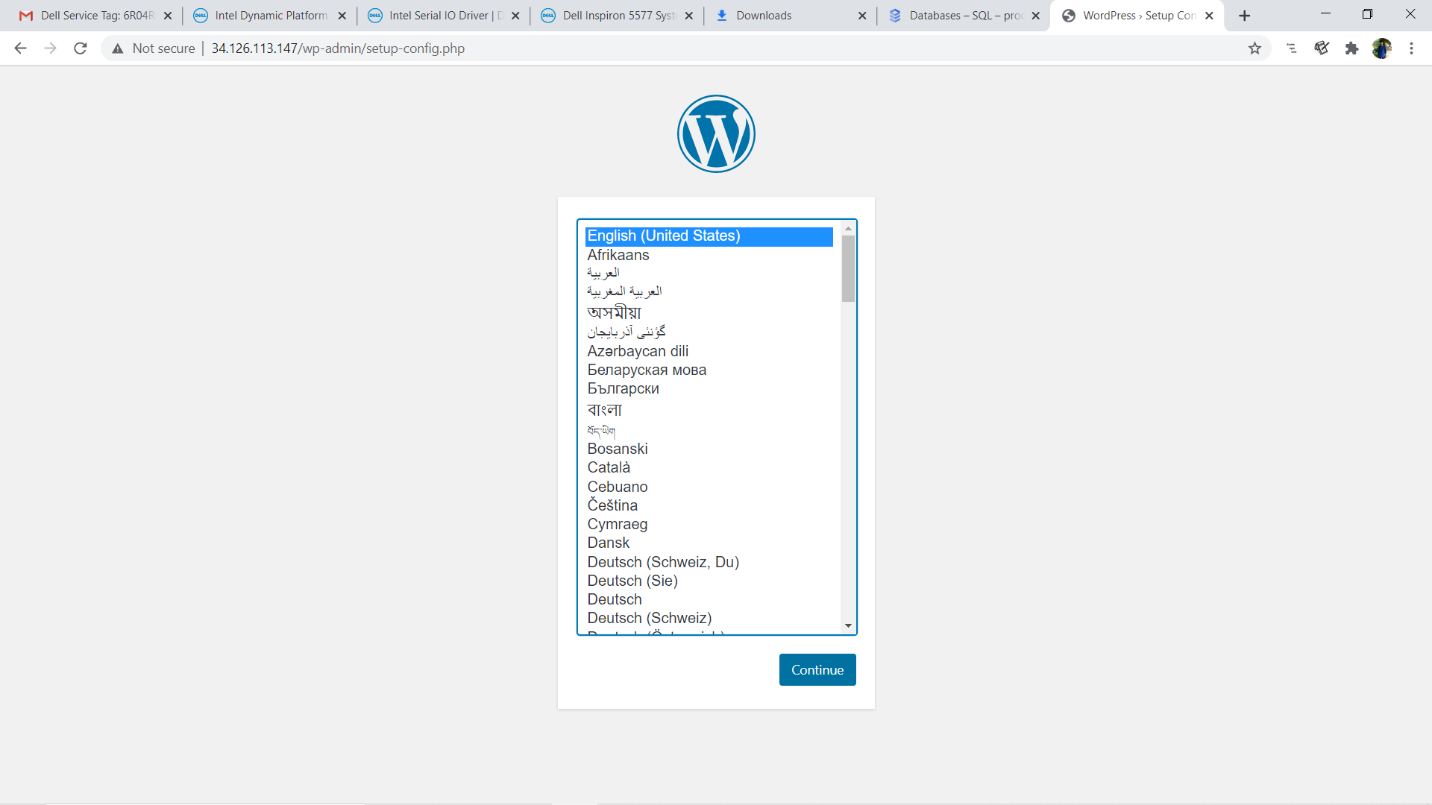 Dell Service Tag: 6R04R
Intel Dynamic Platform
Intel Serial IO Driver | D
Dell Inspiron 5577 Syst
Downloads
Databases – SQL – pro
WordPress › Setup Con
Not secure | 34.126.113.147/wp-admin/setup-config.php
English (United States)
Afrikaans
العربية
العربية المغربية
অসমীয়া
گؤنئی آذربایجان
Azərbaycan dili
Беларуская мова
Български
বাংলা
བོད་ཡིག
Bosanski
Català
Cebuano
Čeština
Cymraeg
Dansk
Deutsch (Schweiz, Du)
Deutsch (Sie)
Deutsch
Deutsch (Schweiz)
Continue